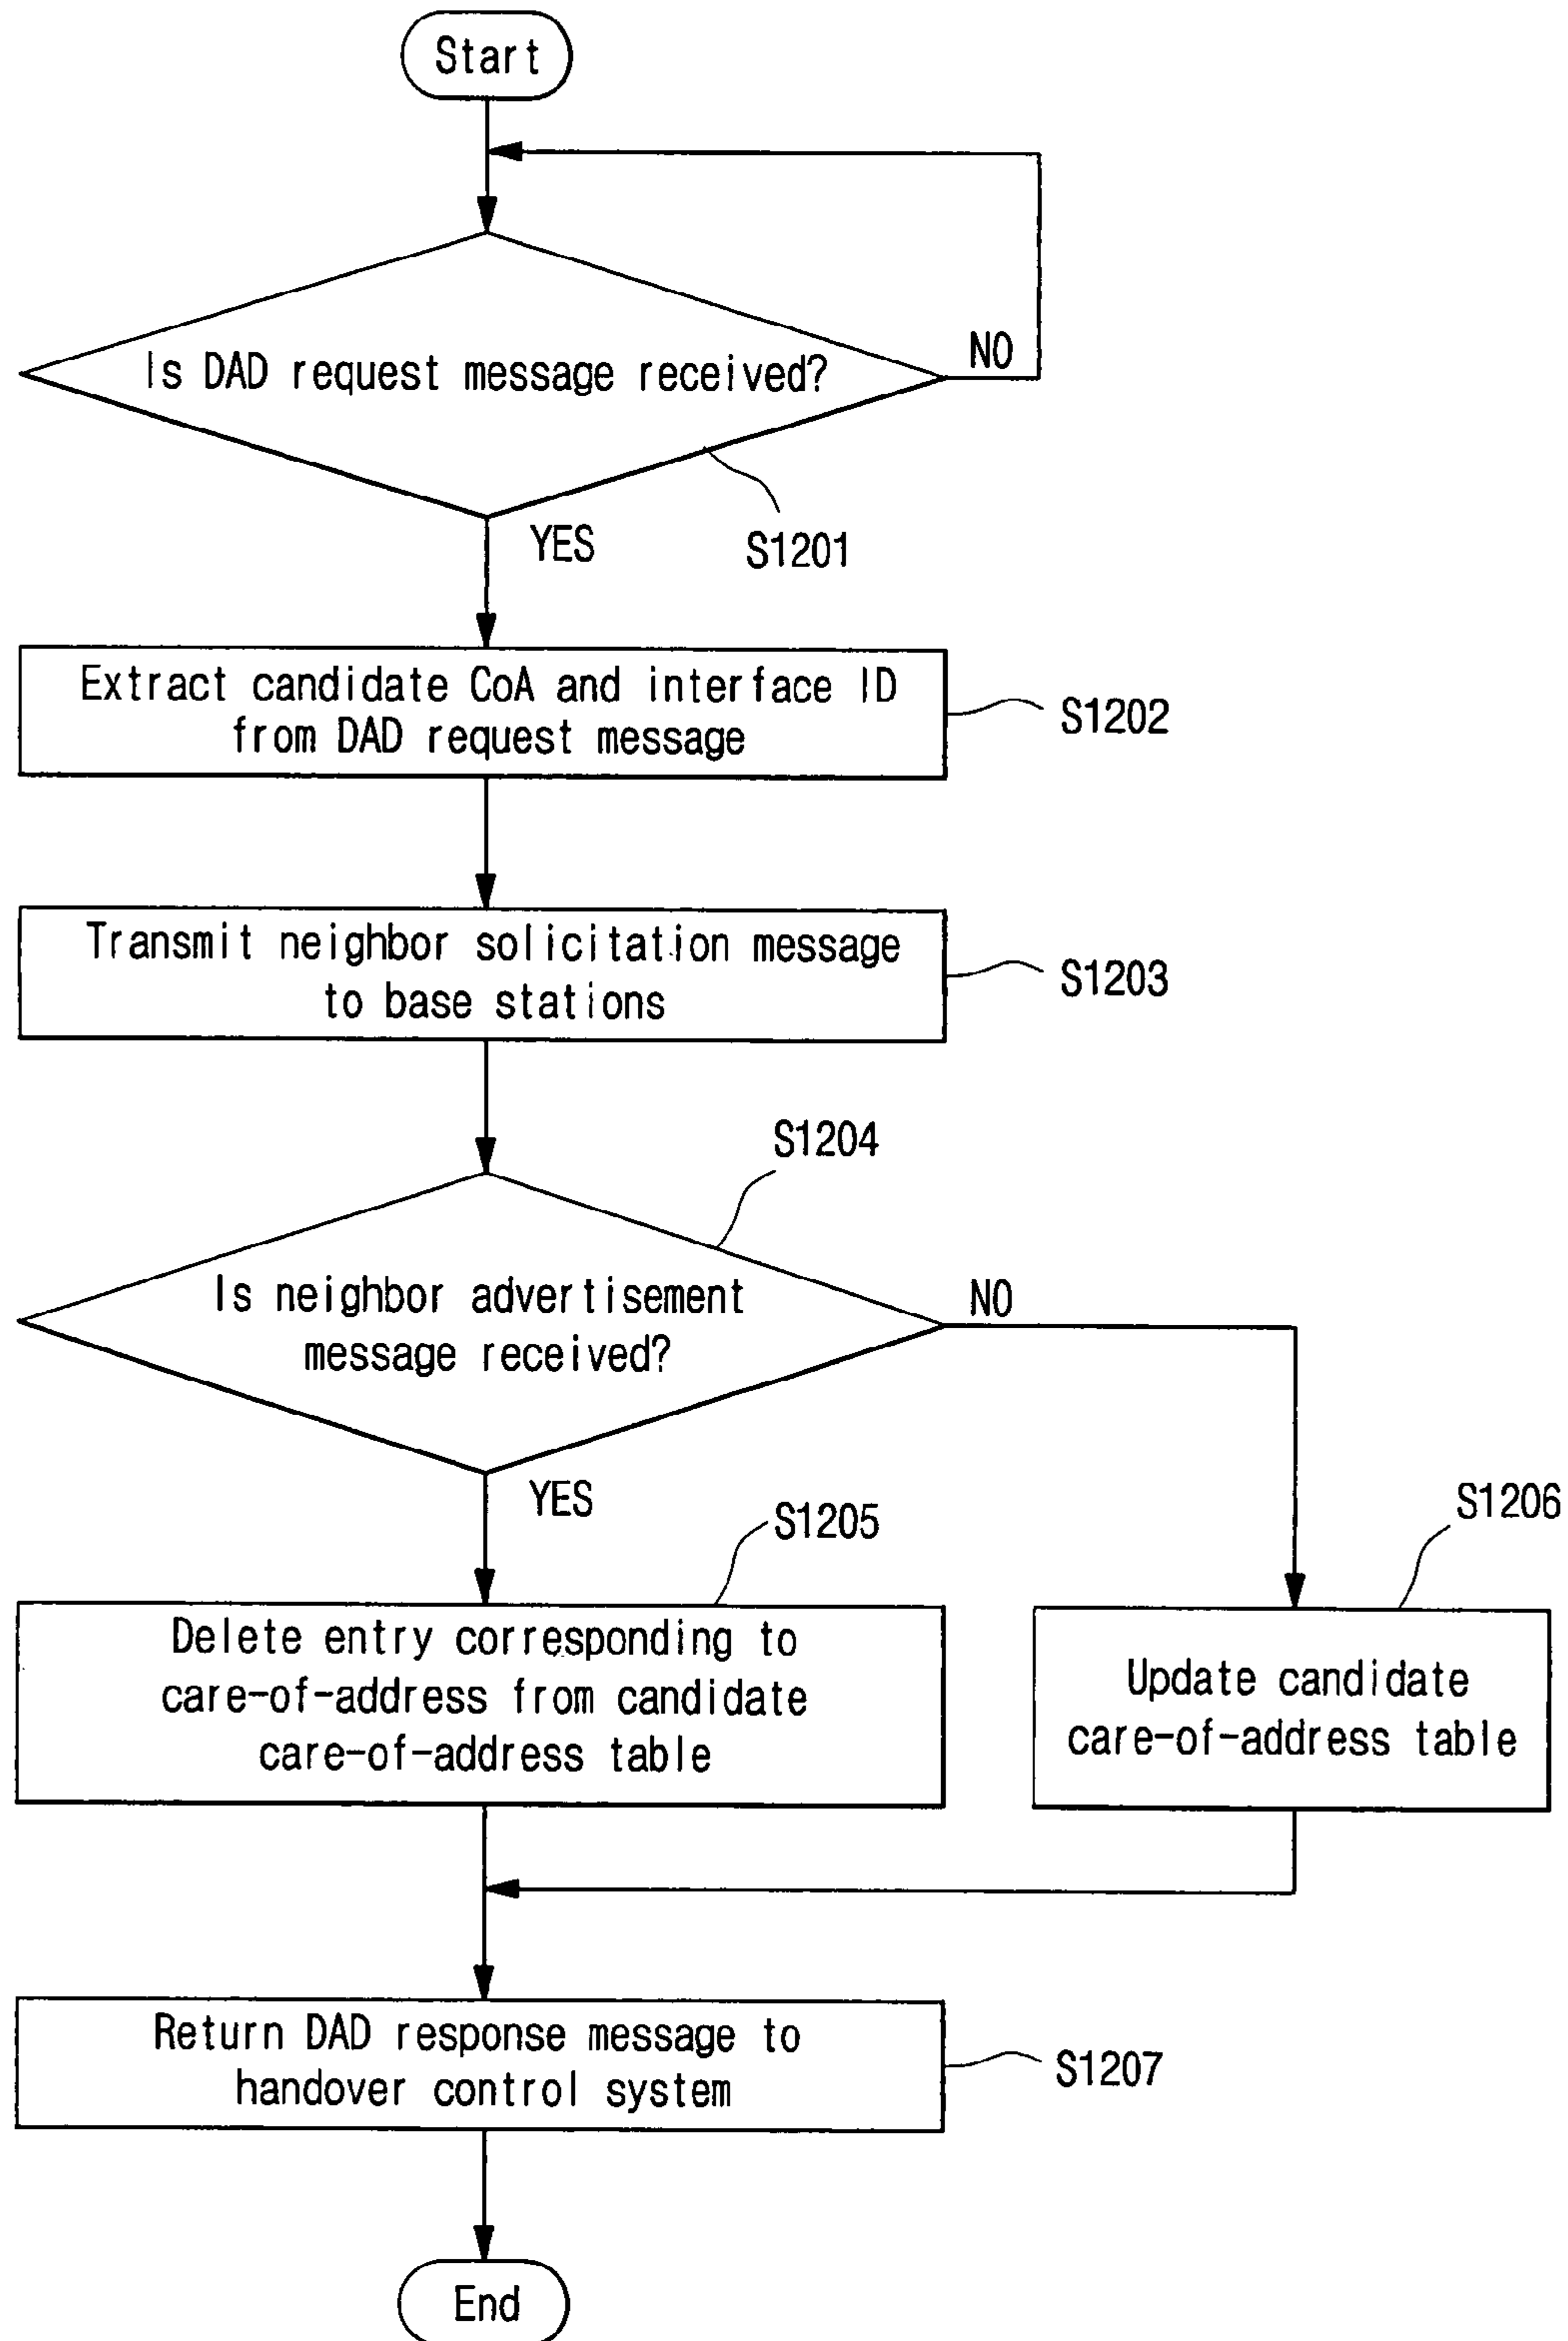 Start
Is DAD request message received?
NO
YES
S1201
Extract candidate CoA and interface ID
from DAD request message
S1202
Transmit neighbor solicitation message
to base stations
S1203
S1204
Is neighbor advertisement
message received?
NO
YES
S1205
S1206
Delete entry corresponding to
care-of-address from candidate
care-of-address table
Update candidate
care-of-address table
Return DAD response message to
handover control system
S1207
End